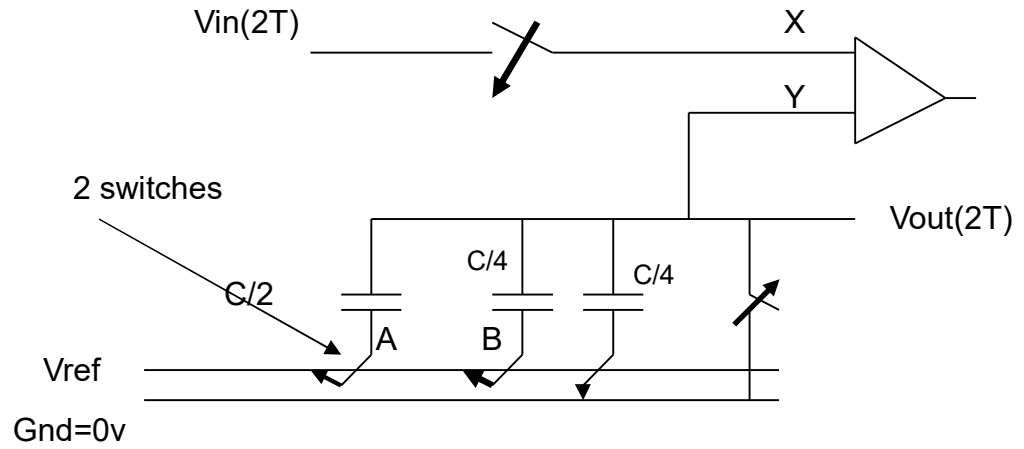 Vin(2T)
X
Y
2 switches
Vout(2T)
C/4
C/4
C/2
A
B
Vref
Gnd=0v